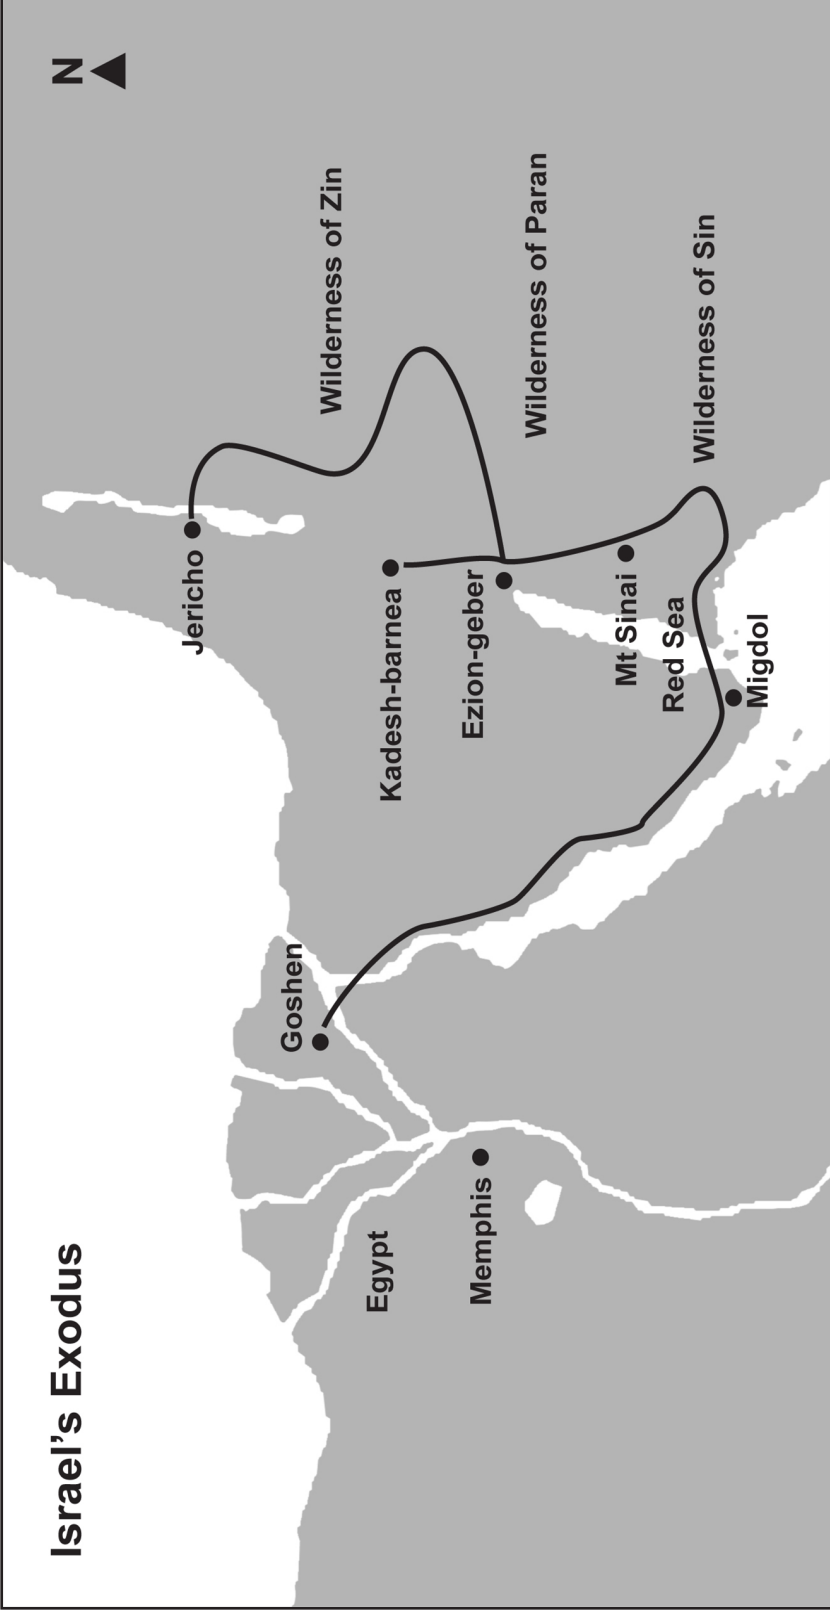 Israel's Exodus
N
Jericho
Wilderness of Zin
Goshen
Egypt
Kadesh-barnea
Memphis
Ezion-geber
Wilderness of Paran
Mt Sinai
Red Sea
Wilderness of Sin
Migdol